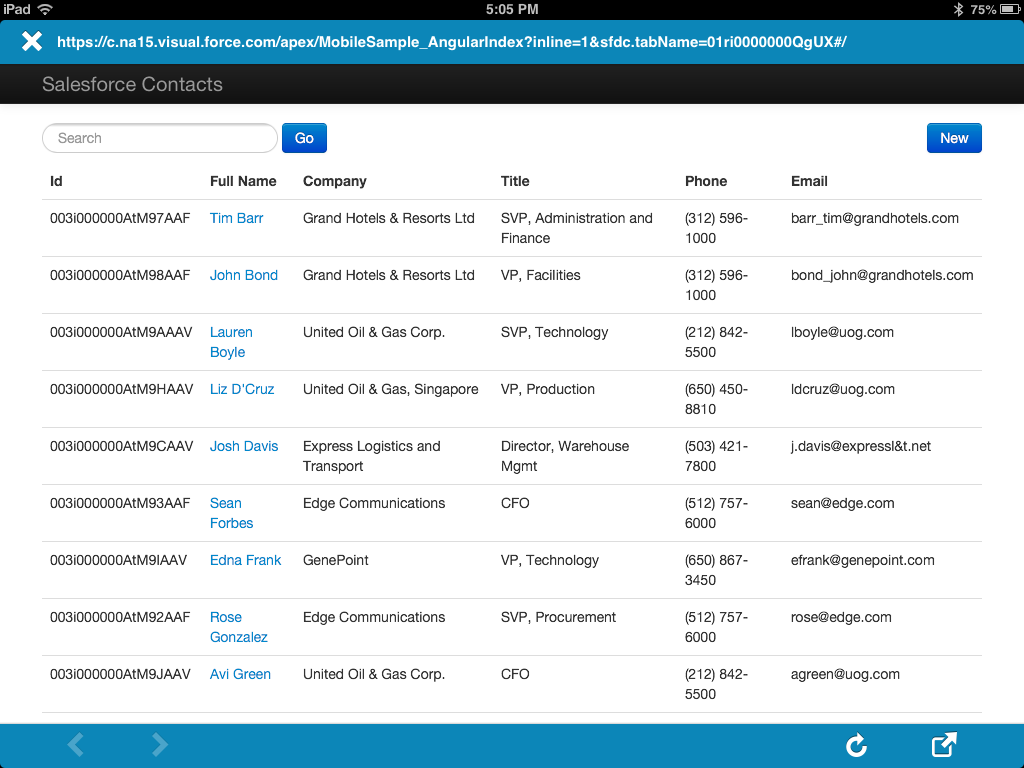 iPad 5:05 PM 75%
https://c.na15.visual.force.com/apex/MobileSample_AngularIndex?inline=1&sfdc.tabName=01ri0000000QgUX#/
Salesforce Contacts
Search Go New
Id Full Name Company Title Phone Email
003i000000AtM97AAF Tim Barr Grand Hotels & Resorts Ltd SVP, Administration and (312) 596- barr_tim@grandhotels.com
Finance 1000
003i000000AtM98AAF John Bond Grand Hotels & Resorts Ltd VP, Facilities (312) 596- bond_john@grandhotels.com
1000
003i000000AtM9AAAV Lauren United Oil & Gas Corp. SVP, Technology (212) 842- lboyle@uog.com
Boyle 5500
003i000000AtM9HAAV Liz D'Cruz United Oil & Gas, Singapore VP, Production (650) 450- ldcruz@uog.com
8810
003i000000AtM9CAAV Josh Davis Express Logistics and Director, Warehouse (503) 421- j.davis@expressl&t.net
Transport Mgmt 7800
003i000000AtM93AAF Sean Edge Communications CFO (512) 757- sean@edge.com
Forbes 6000
003i000000AtM9IAAV Edna Frank GenePoint VP, Technology (650) 867- efrank@genepoint.com
3450
003i000000AtM92AAF Rose Edge Communications SVP, Procurement (512) 757- rose@edge.com
Gonzalez 6000
003i000000AtM9JAAV Avi Green United Oil & Gas Corp. CFO (212) 842- agreen@uog.com
5500